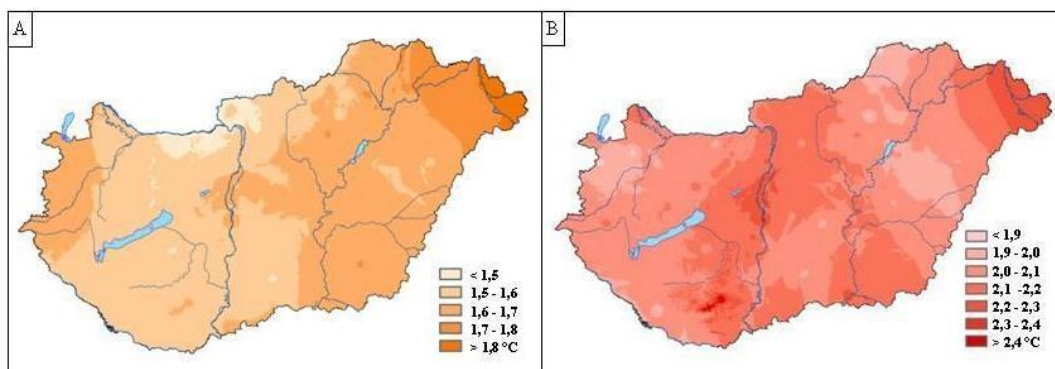 A
< 1,5
1,5 - 1,6
1,6 - 1,7
1,7 - 1,8
> 1,8 °C
B
< 1,9
1,9 - 2,0
2,0 - 2,1
2,1 -2,2
2,2 - 2,3
2,3 - 2,4
> 2,4 °C